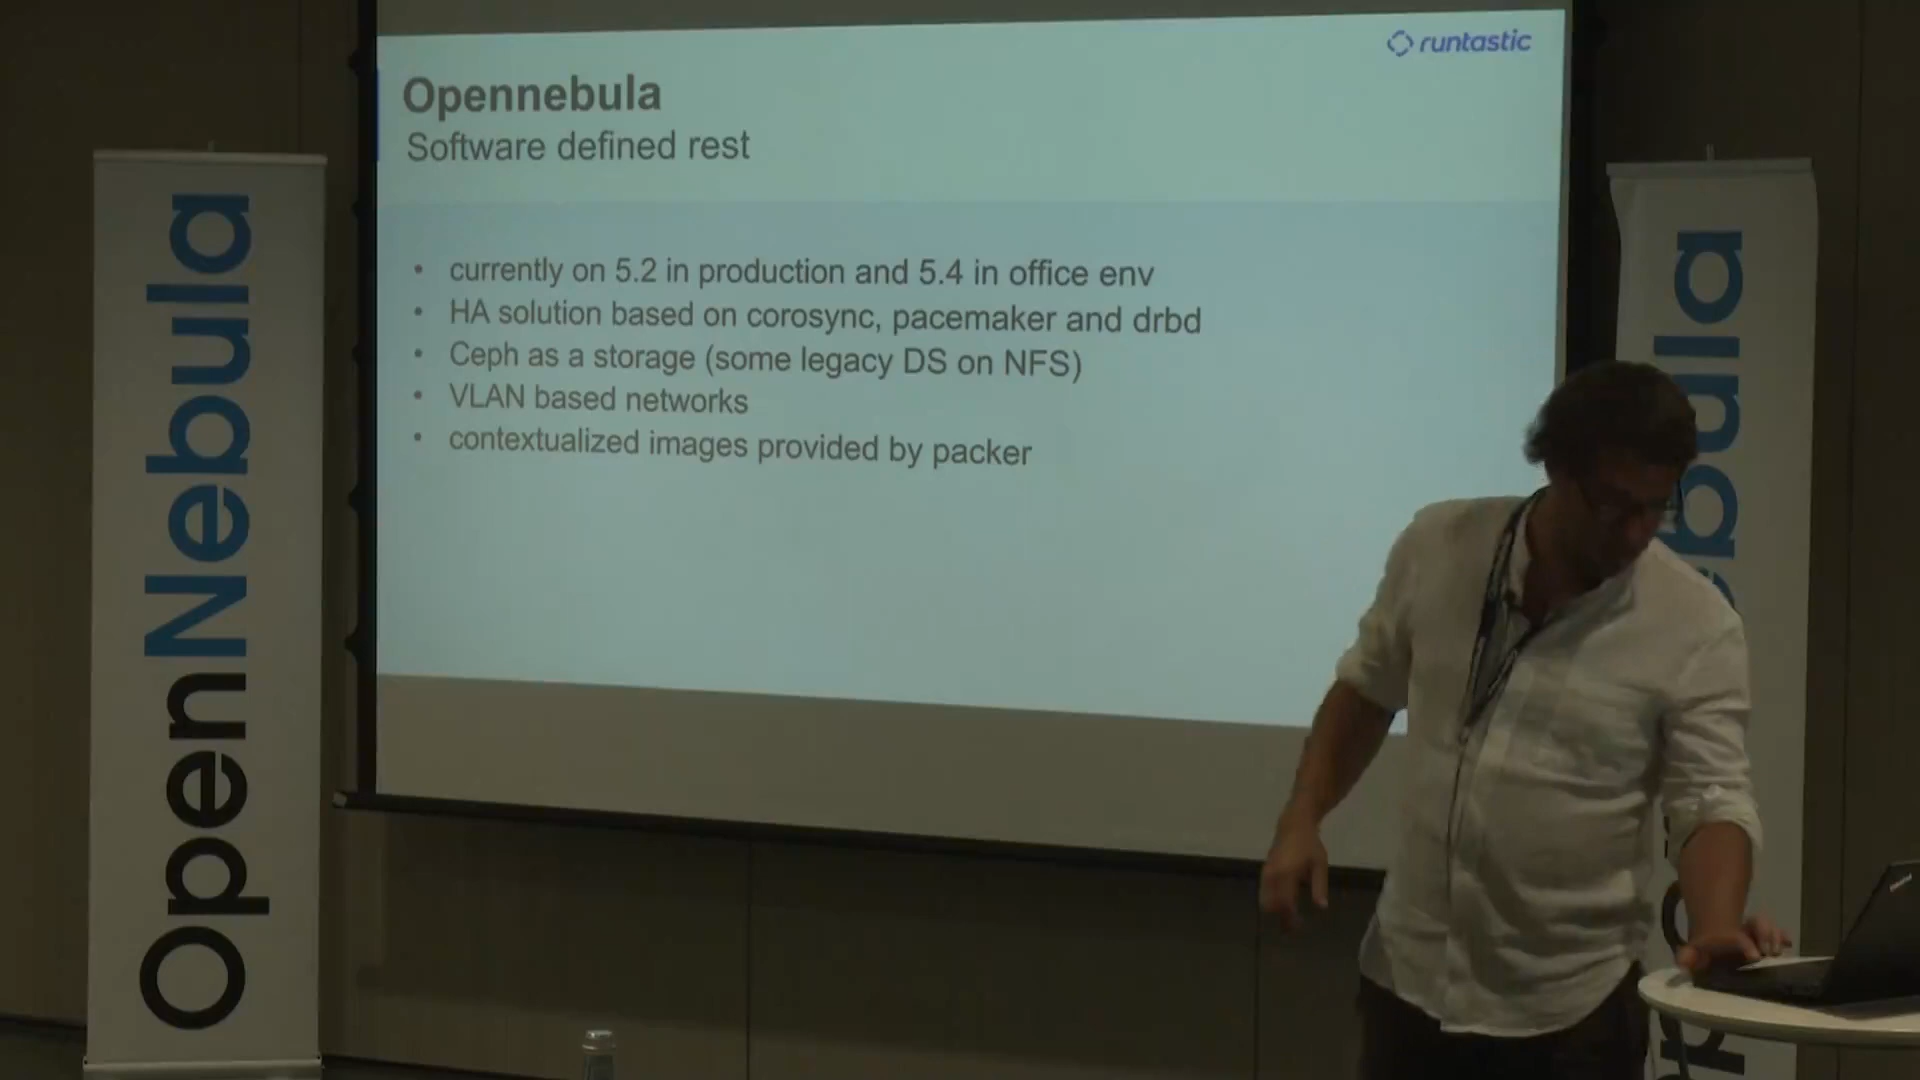 runtastic
Opennebula
Software defined rest
• currently on 5.2 in production and 5.4 in office env
• HA solution based on corosync, pacemaker and drbd
• Ceph as a storage (some legacy DS on NFS)
• VLAN based networks
• contextualized images provided by packer
OpenNebula
bula